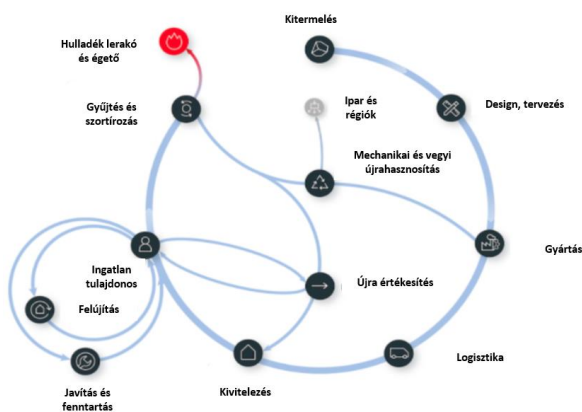 Kitermelés
Hulladék lerakó
és égető
Gyűjtés és
szortírozás
Ipar és
régiók
Design, tervezés
Mechanikai és vegyi
újrahasznosítás
Gyártás
Ingatlan
tulajdonos
Újra értékesítés
Felújítás
Logisztika
Javítás és
fenntartás
Kivitelezés